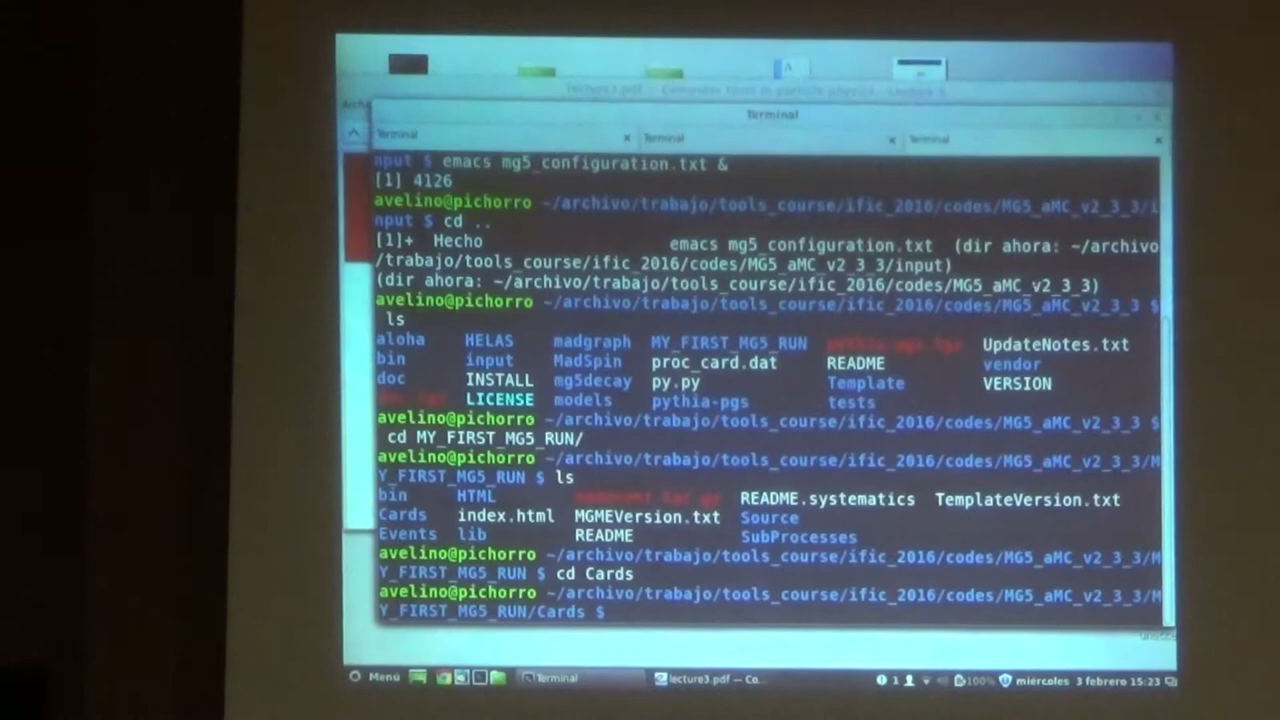 Terminal
Terminal Terminal Terminal
nput $ emacs mg5_configuration.txt &
[1] 4126
avelino@pichorro ~/archivo/trabajo/tools_course/ific_2016/codes/MG5_aMC_v2_3_3/i
nput $ cd ..
[1]+ Hecho emacs mg5_configuration.txt (dir ahora: ~/archivo
/trabajo/tools_course/ific_2016/codes/MG5_aMC_v2_3_3/input)
(dir ahora: ~/archivo/trabajo/tools_course/ific_2016/codes/MG5_aMC_v2_3_3)
avelino@pichorro ~/archivo/trabajo/tools_course/ific_2016/codes/MG5_aMC_v2_3_3 $
ls
aloha HELAS madgraph MY_FIRST_MG5_RUN UpdateNotes.txt
bin input MadSpin proc_card.dat README vendor
doc INSTALL mg5decay py.py Template VERSION
LICENSE models pythia-pgs tests
avelino@pichorro ~/archivo/trabajo/tools_course/ific_2016/codes/MG5_aMC_v2_3_3 $
cd MY_FIRST_MG5_RUN/
avelino@pichorro ~/archivo/trabajo/tools_course/ific_2016/codes/MG5_aMC_v2_3_3/M
Y_FIRST_MG5_RUN $ ls
bin HTML README.systematics TemplateVersion.txt
Cards index.html MGMEVersion.txt Source
Events lib README SubProcesses
avelino@pichorro ~/archivo/trabajo/tools_course/ific_2016/codes/MG5_aMC_v2_3_3/M
Y_FIRST_MG5_RUN $ cd Cards
avelino@pichorro ~/archivo/trabajo/tools_course/ific_2016/codes/MG5_aMC_v2_3_3/M
Y_FIRST_MG5_RUN/Cards $
Menú Terminal lecture3.pdf — Co... 1 100% miércoles 3 febrero 15:23